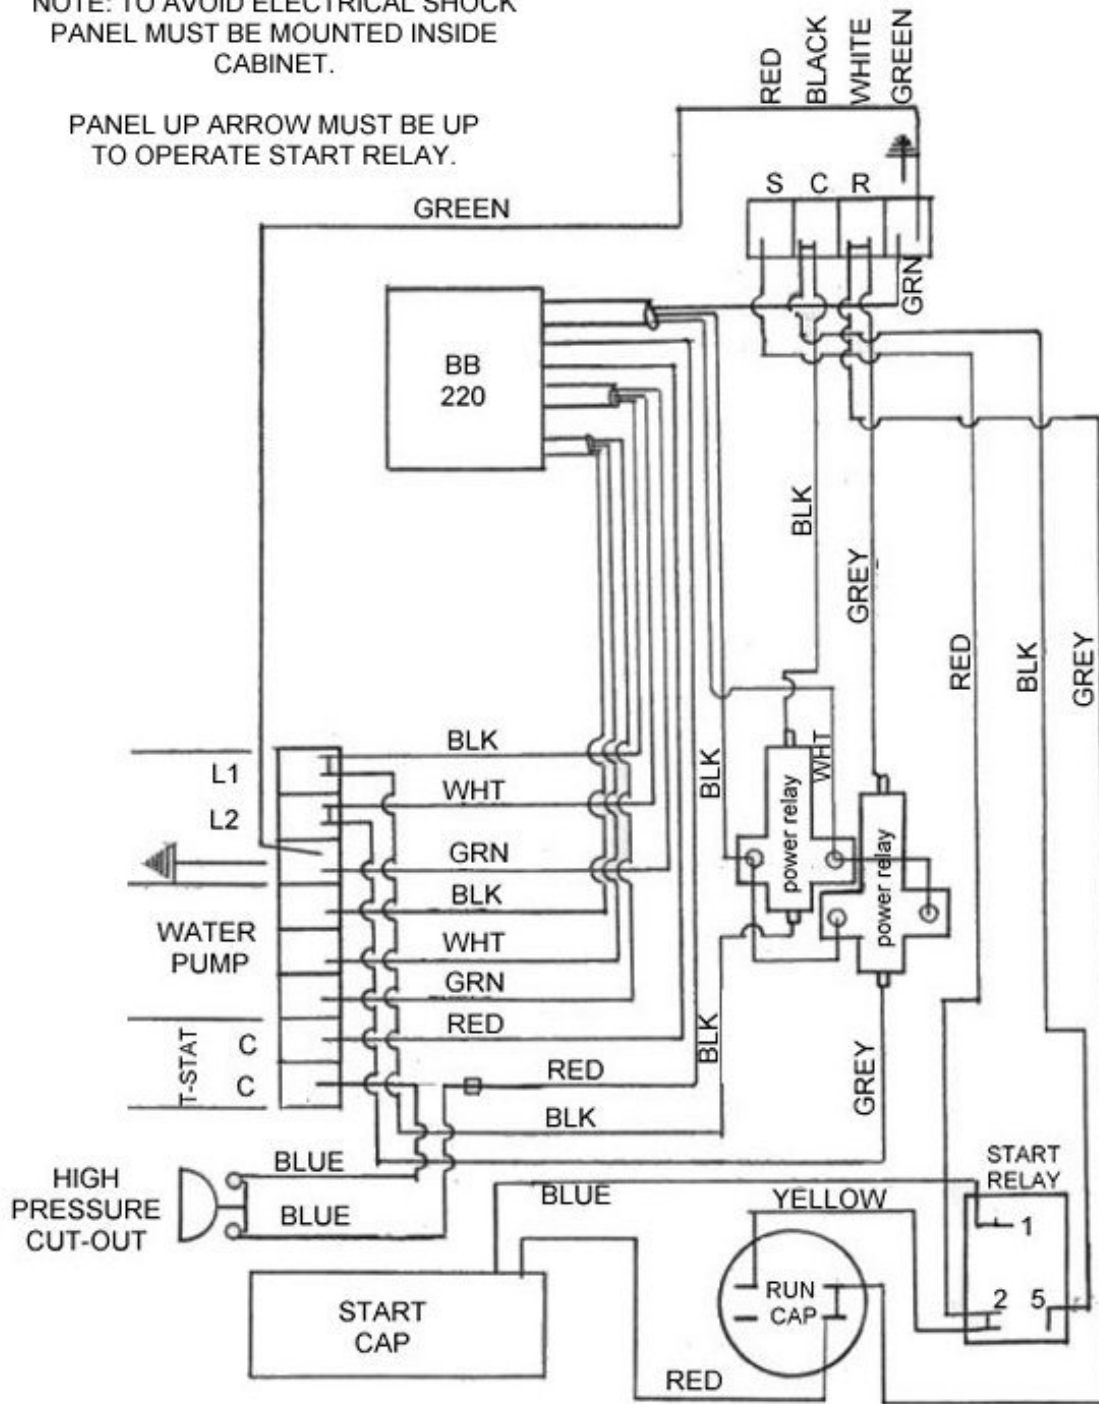 NOTE: TO AVOID ELECTRICAL SHOCK
PANEL MUST BE MOUNTED INSIDE
CABINET.
PANEL UP ARROW MUST BE UP
TO OPERATE START RELAY.
RED
BLACK
WHITE
GREEN
S C R
GREEN
GRN
BB
220
BLK
GREY
RED
BLK
GREY
BLK
L1
WHT
L2
GRN
BLK
WATER
PUMP
WHT
GRN
RED
T-STAT
C
C
RED
BLK
BLK
WHT
power relay
power relay
BLK
GREY
HIGH
PRESSURE
CUT-OUT
BLUE
BLUE
BLUE
YELLOW
START
RELAY
1
2 5
START
CAP
RUN
CAP
RED